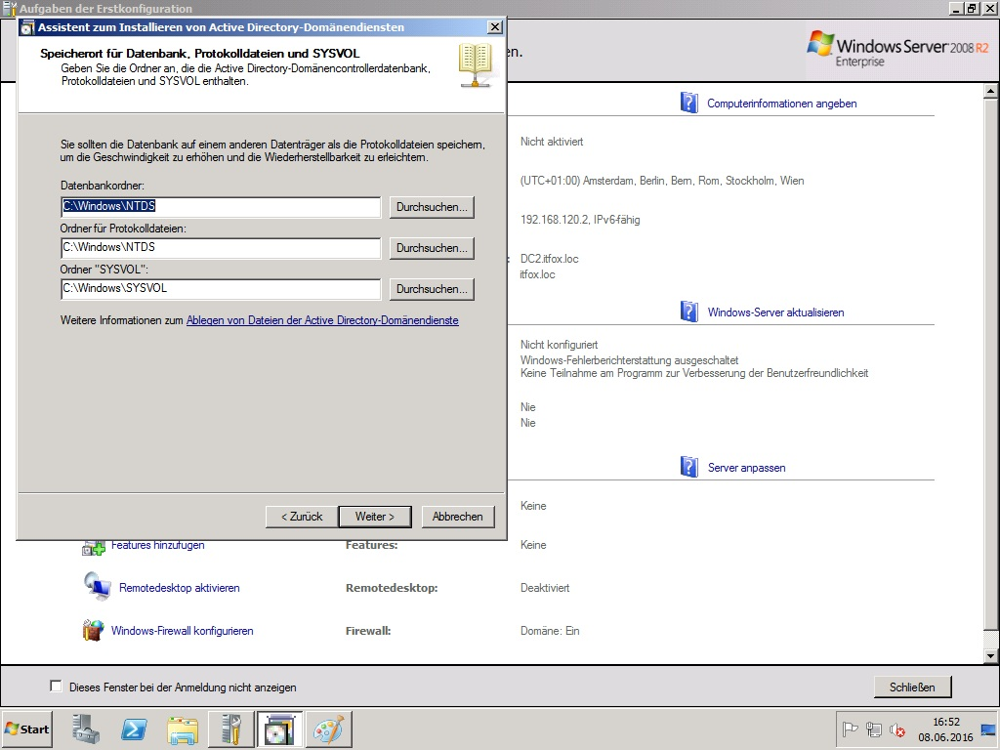 Aufgaben der Erstkonfiguration
Assistent zum Installieren von Active Directory-Domänendiensten
Speicherort für Datenbank, Protokolldateien und SYSVOL
Geben Sie die Ordner an, die die Active Directory-Domänencontrollerdatenbank,
Protokolldateien und SYSVOL enthalten.
en.
Windows Server 2008 R2
Enterprise
Sie sollten die Datenbank auf einem anderen Datenträger als die Protokolldateien speichern,
um die Geschwindigkeit zu erhöhen und die Wiederherstellbarkeit zu erleichtern.
Datenbankordner:
C:\Windows\NTDS
Durchsuchen...
Ordner für Protokolldateien:
C:\Windows\NTDS
Durchsuchen...
Ordner "SYSVOL":
C:\Windows\SYSVOL
Durchsuchen...
Weitere Informationen zum Ablegen von Dateien der Active Directory-Domänendienste
< Zurück
Weiter >
Abbrechen
Computerinformationen angeben
Nicht aktiviert
(UTC+01:00) Amsterdam, Berlin, Bern, Rom, Stockholm, Wien
192.168.120.2, IPv6-fähig
: DC2.itfox.loc
itfox.loc
Windows-Server aktualisieren
Nicht konfiguriert
Windows-Fehlerberichterstattung ausgeschaltet
Keine Teilnahme am Programm zur Verbesserung der Benutzerfreundlichkeit
Nie
Nie
Server anpassen
Keine
Features hinzufügen Features: Keine
Remotedesktop aktivieren Remotedesktop: Deaktiviert
Windows-Firewall konfigurieren Firewall: Domäne: Ein
Dieses Fenster bei der Anmeldung nicht anzeigen
Schließen
Start
16:52
08.06.2016